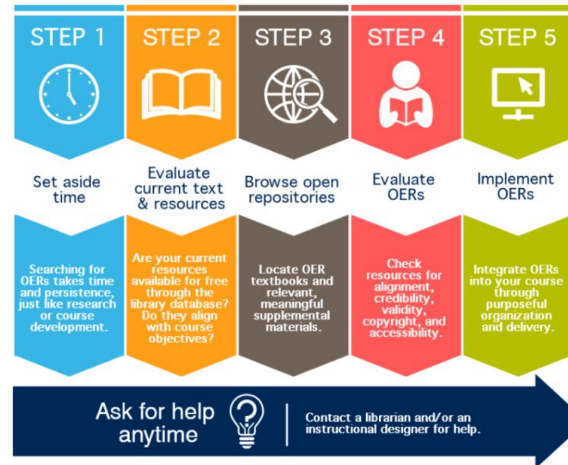 STEP 1
STEP 2
STEP 3
STEP 4
STEP 5
Set aside
time
Evaluate
current text
& resources
Browse open
repositories
Evaluate
OERs
Implement
OERs
Searching for
OERs takes time
and persistence,
just like research
or course
development.
Are your current
resources
available for free
through the
library database?
Do they align
with course
objectives?
Locate OER
textbooks and
relevant,
meaningful
supplemental
materials.
Check
resources for
alignment,
credibility,
validity,
copyright, and
accessibility.
Integrate OERs
into your course
through
purposeful
organization
and delivery.
Ask for help
anytime
?
Contact a librarian and/or an
instructional designer for help.